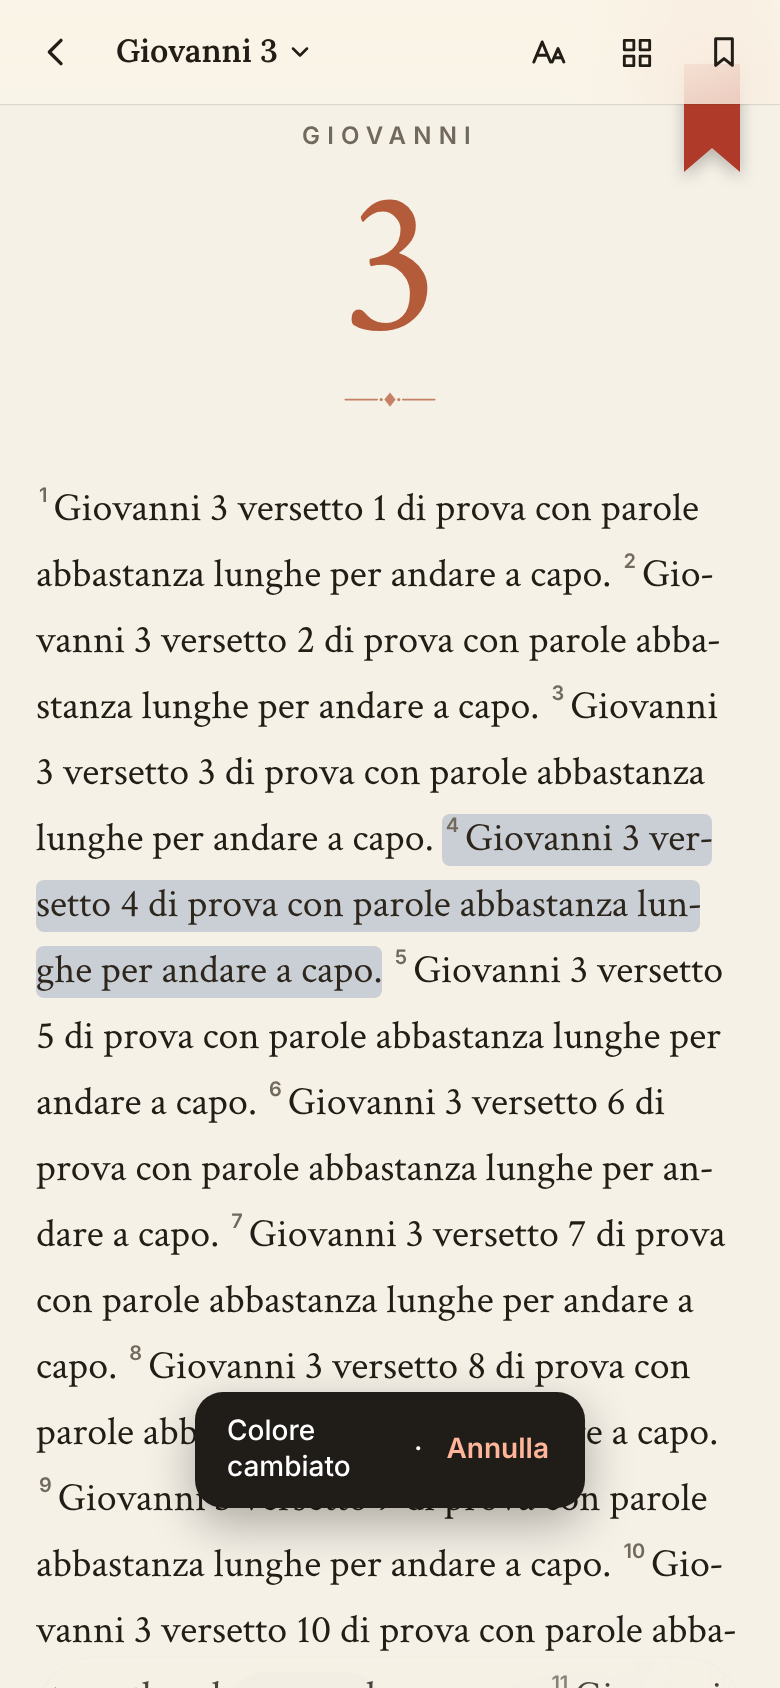 Giovanni 3
GIOVANNI
3
1 Giovanni 3 versetto 1 di prova con parole
abbastanza lunghe per andare a capo. 2 Gio-
vanni 3 versetto 2 di prova con parole abba-
stanza lunghe per andare a capo. 3 Giovanni
3 versetto 3 di prova con parole abbastanza
lunghe per andare a capo. 4 Giovanni 3 ver-
setto 4 di prova con parole abbastanza lun-
ghe per andare a capo. 5 Giovanni 3 versetto
5 di prova con parole abbastanza lunghe per
andare a capo. 6 Giovanni 3 versetto 6 di
prova con parole abbastanza lunghe per an-
dare a capo. 7 Giovanni 3 versetto 7 di prova
con parole abbastanza lunghe per andare a
capo. 8 Giovanni 3 versetto 8 di prova con
parole a capo.
Colore
cambiato
· Annulla
9 Giovanni parole
abbastanza lunghe per andare a capo. 10 Gio-
vanni 3 versetto 10 di prova con parole abba-
11